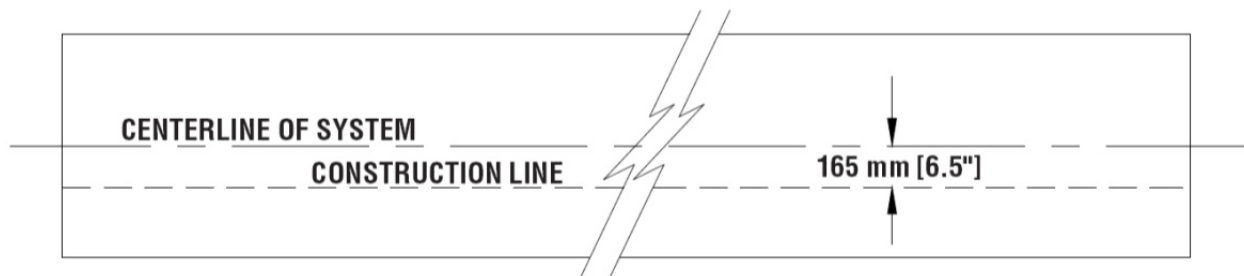 CENTERLINE OF SYSTEM
CONSTRUCTION LINE
165 mm [6.5"]